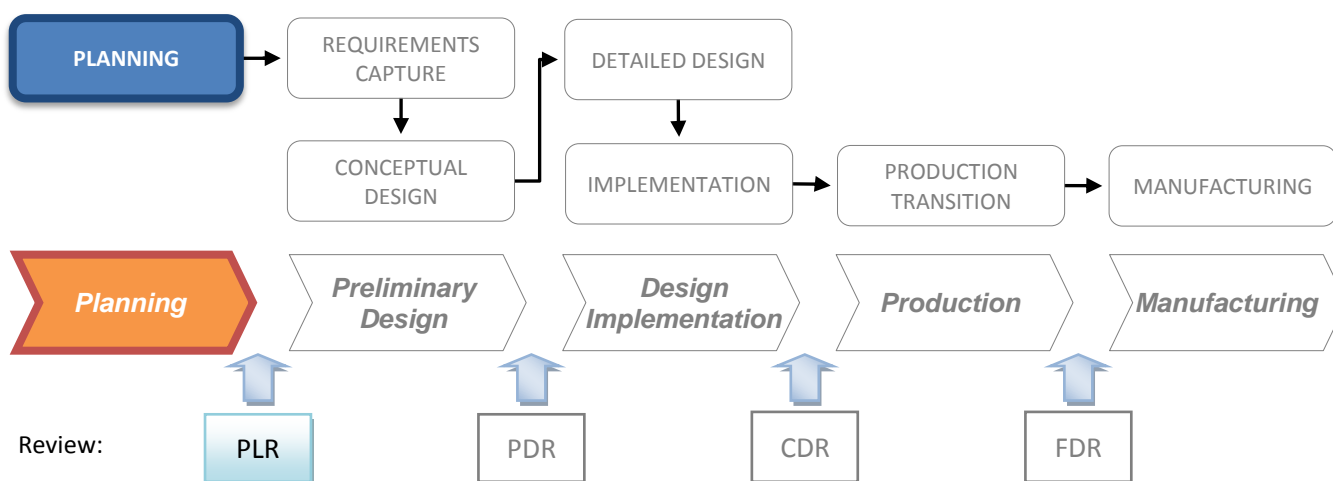 PLANNING
REQUIREMENTS
CAPTURE
DETAILED DESIGN
CONCEPTUAL
DESIGN
IMPLEMENTATION
PRODUCTION
TRANSITION
MANUFACTURING
Planning
Preliminary
Design
Design
Implementation
Production
Manufacturing
Review:
PLR
PDR
CDR
FDR